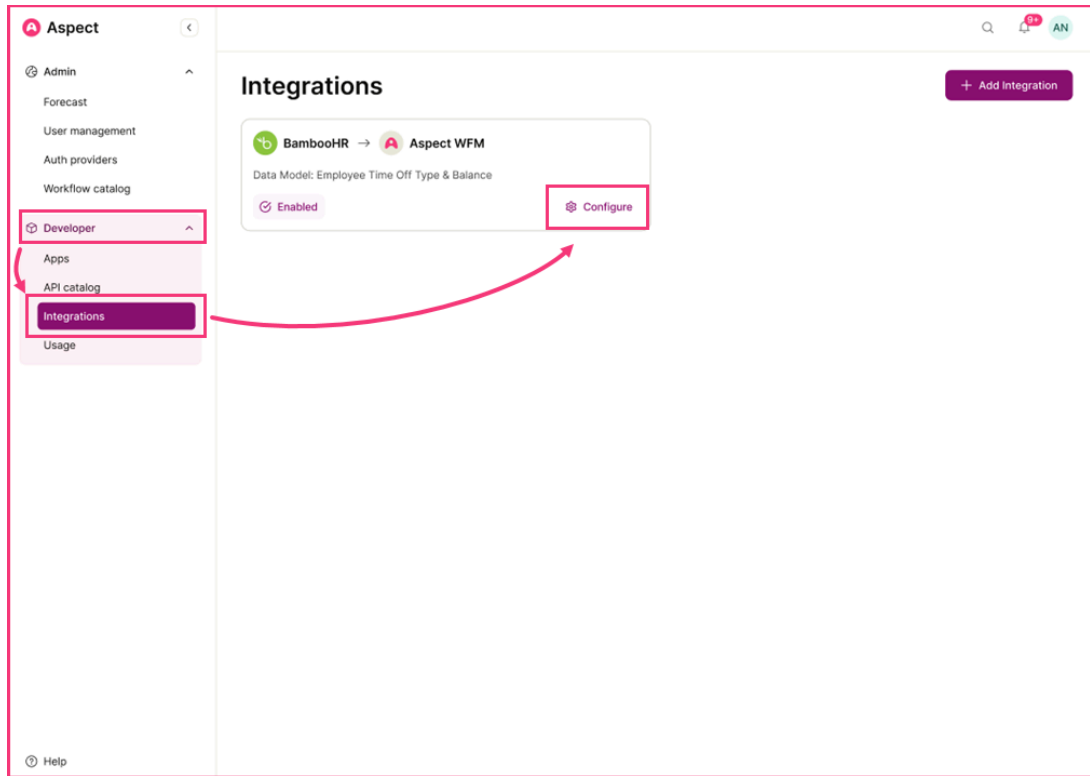 Aspect
9+
AN
Admin
Forecast
User management
Auth providers
Workflow catalog
Developer
Apps
API catalog
Integrations
Usage
Help
Integrations
+ Add Integration
BambooHR → Aspect WFM
Data Model: Employee Time Off Type & Balance
Enabled
Configure